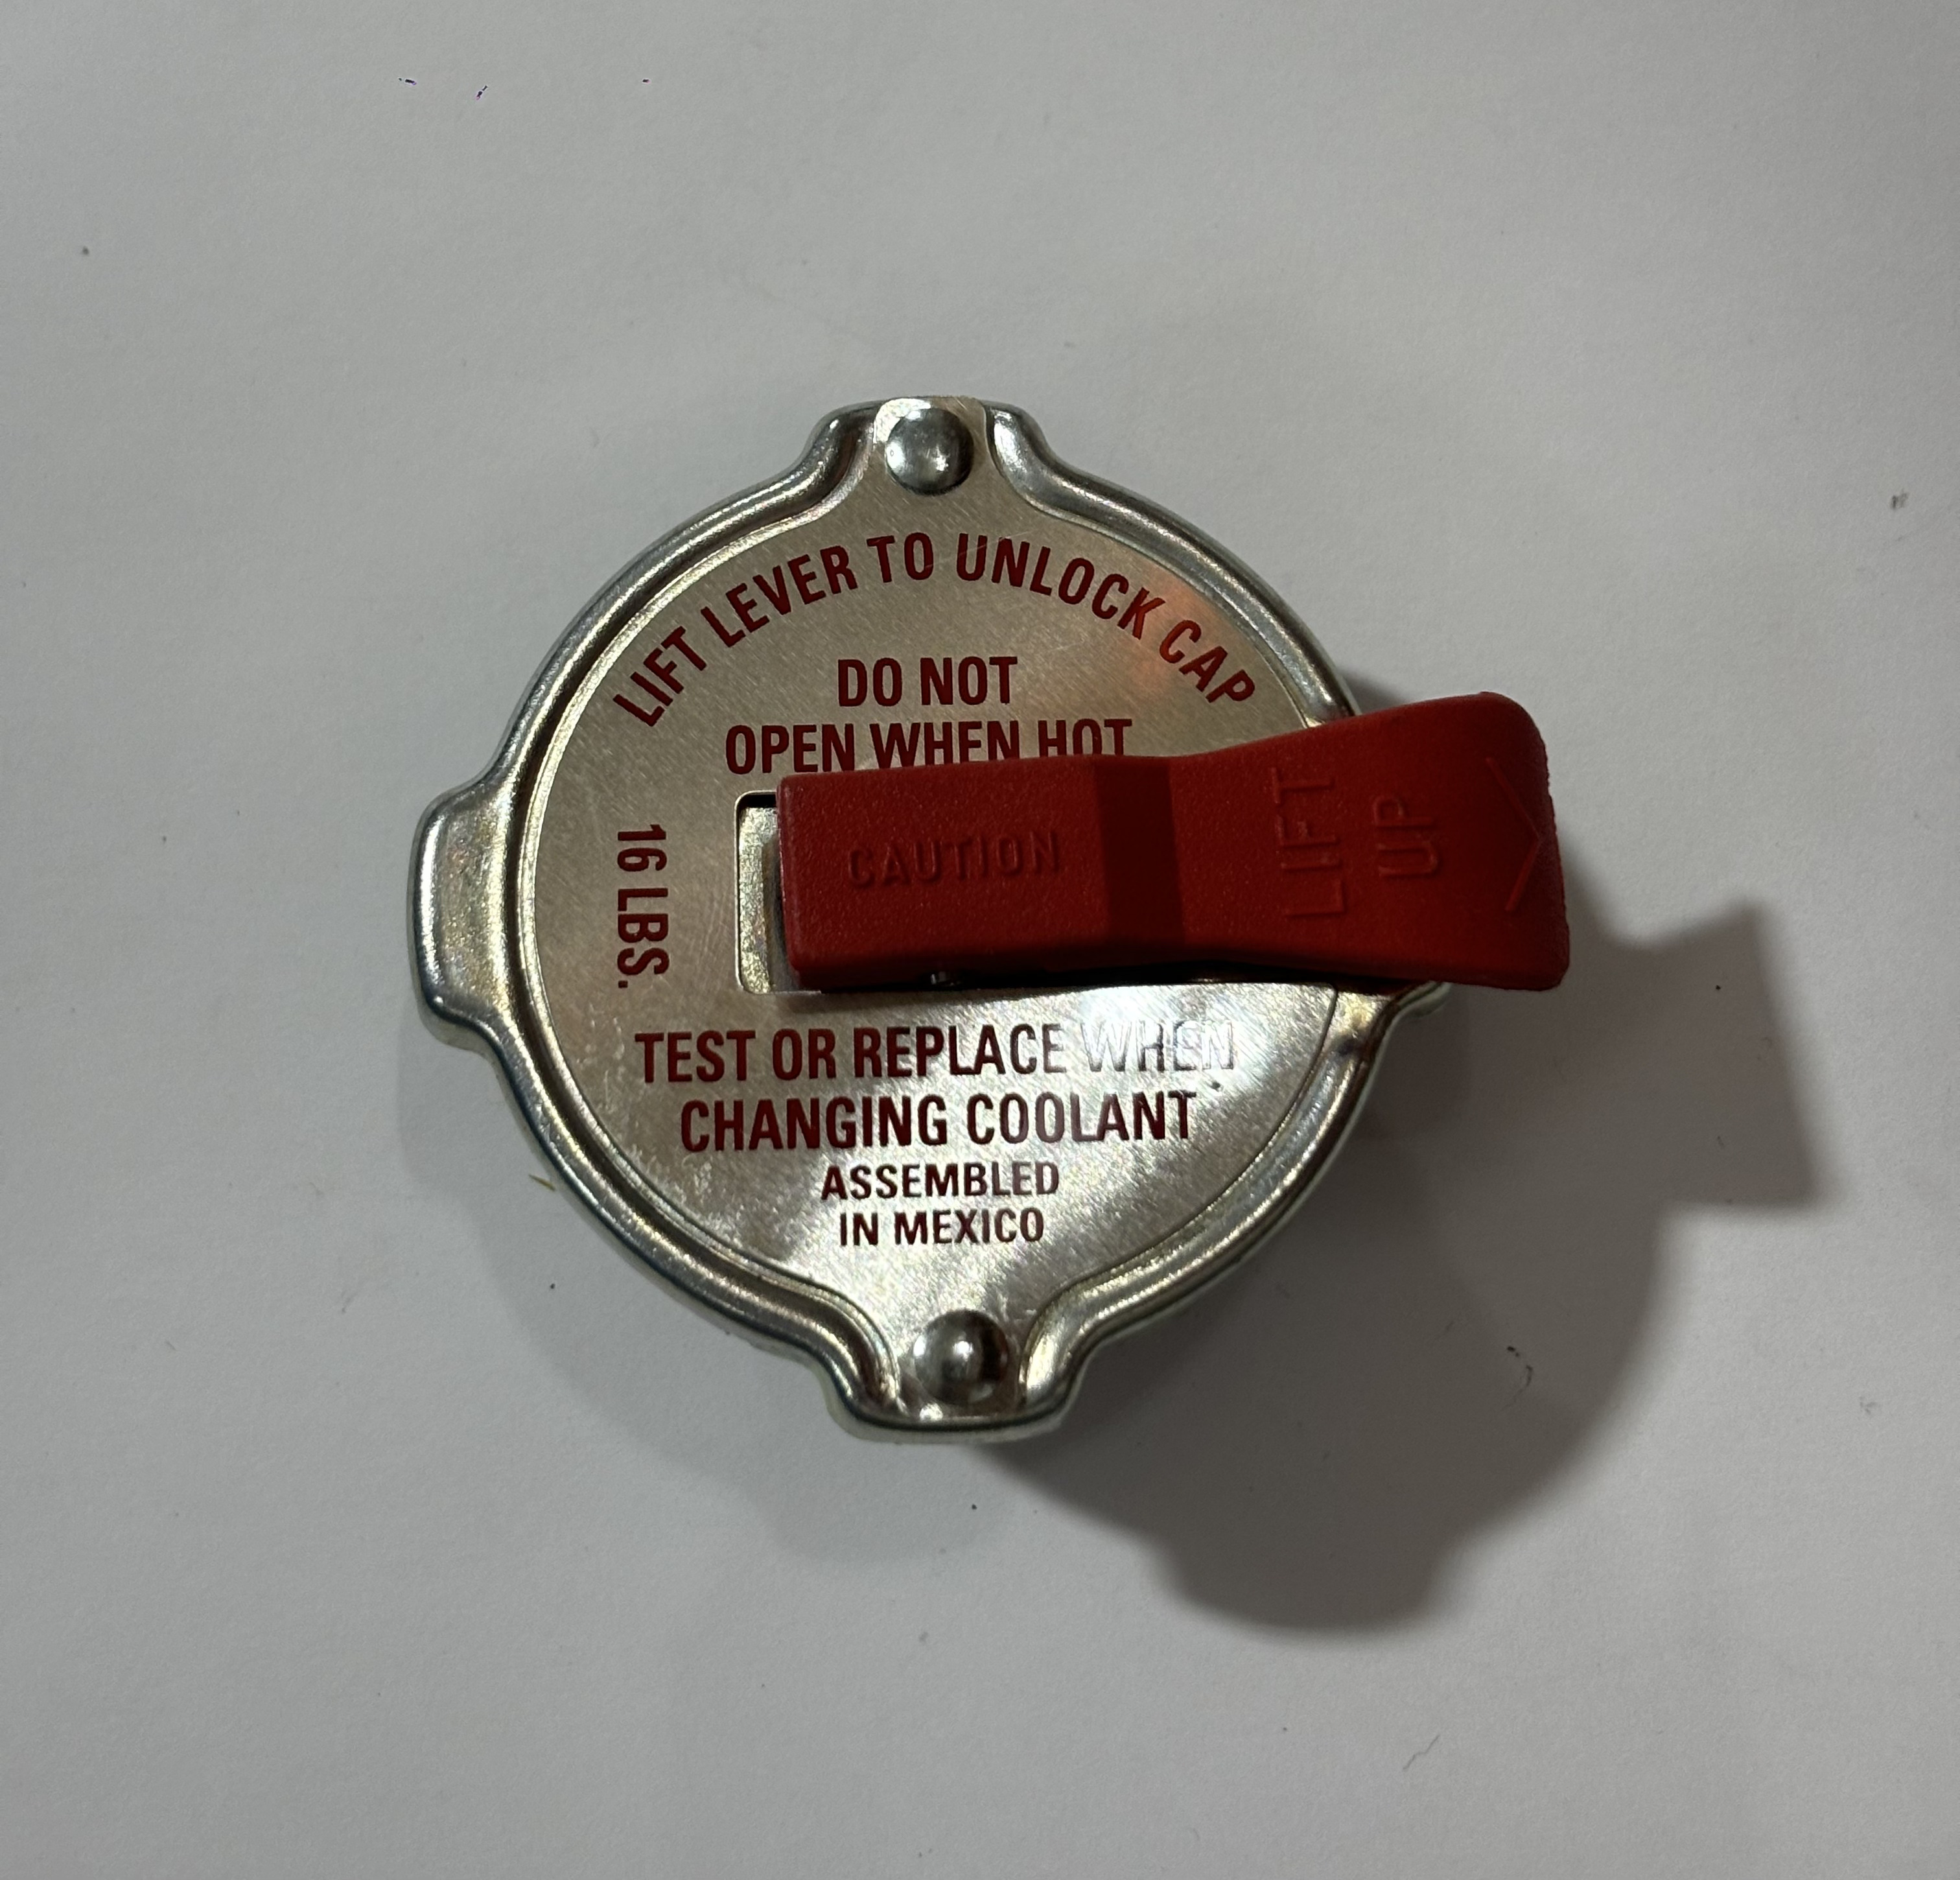 LIFT LEVER TO UNLOCK CAP
DO NOT
OPEN WHEN HOT
CAUTION
LIFT
UP
16 LBS.
TEST OR REPLACE WHEN
CHANGING COOLANT
ASSEMBLED
IN MEXICO